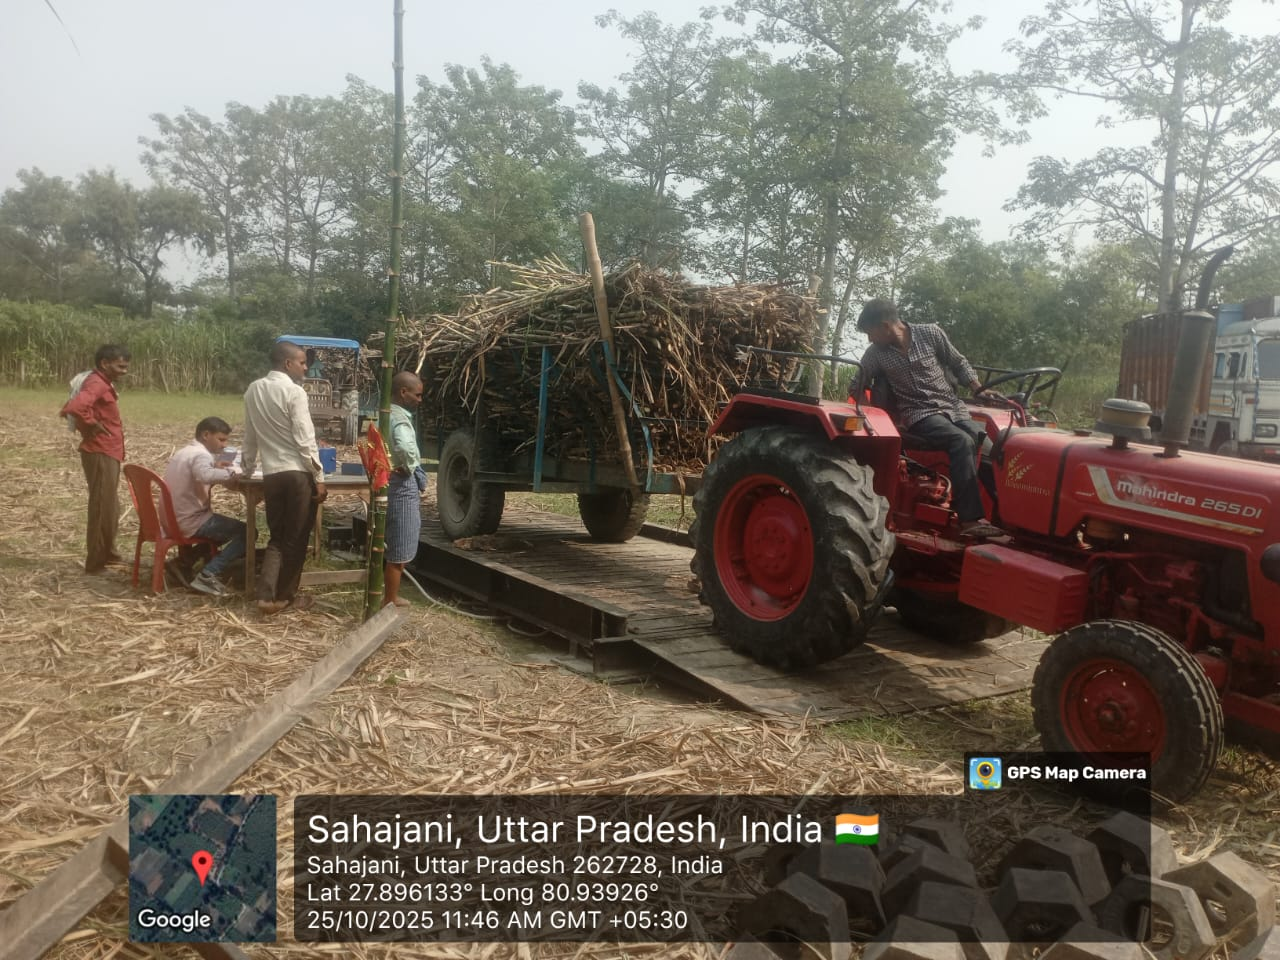 Mahindra 265 DI
GPS Map Camera
Sahajani, Uttar Pradesh, India
Sahajani, Uttar Pradesh 262728, India
Lat 27.896133° Long 80.93926°
25/10/2025 11:46 AM GMT +05:30
Google